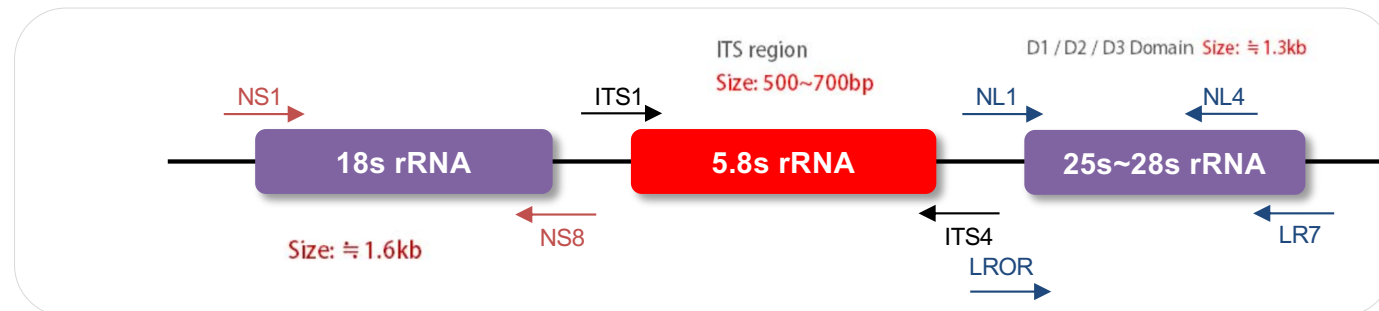 ITS region
Size: 500~700bp
D1 / D2 / D3 Domain Size: ≒ 1.3kb
NS1
ITS1
NL1
NL4
18s rRNA
5.8s rRNA
25s~28s rRNA
NS8
ITS4
LR7
Size: ≒ 1.6kb
LROR